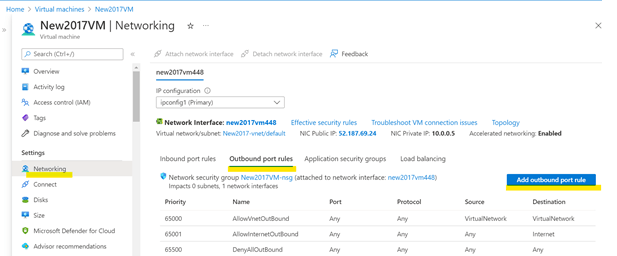 Home > Virtual machines > New2017VM
New2017VM | Networking
Virtual machine
Search (Ctrl+/)
Attach network interface Detach network interface Feedback
Overview
Activity log
Access control (IAM)
Tags
Diagnose and solve problems
Settings
Networking
Connect
Disks
Size
Microsoft Defender for Cloud
Advisor recommendations
new2017vm448
IP configuration
ipconfig1 (Primary)
Network Interface: new2017vm448 Effective security rules Troubleshoot VM connection issues Topology
Virtual network/subnet: New2017-vnet/default NIC Public IP: 52.187.69.24 NIC Private IP: 10.0.0.5 Accelerated networking: Enabled
Inbound port rules Outbound port rules Application security groups Load balancing
Network security group New2017VM-nsg (attached to network interface: new2017vm448)
Impacts 0 subnets, 1 network interfaces
Add outbound port rule
Priority Name Port Protocol Source Destination
65000 AllowVnetOutBound Any Any VirtualNetwork VirtualNetwork
65001 AllowInternetOutBound Any Any Any Internet
65500 DenyAllOutBound Any Any Any Any